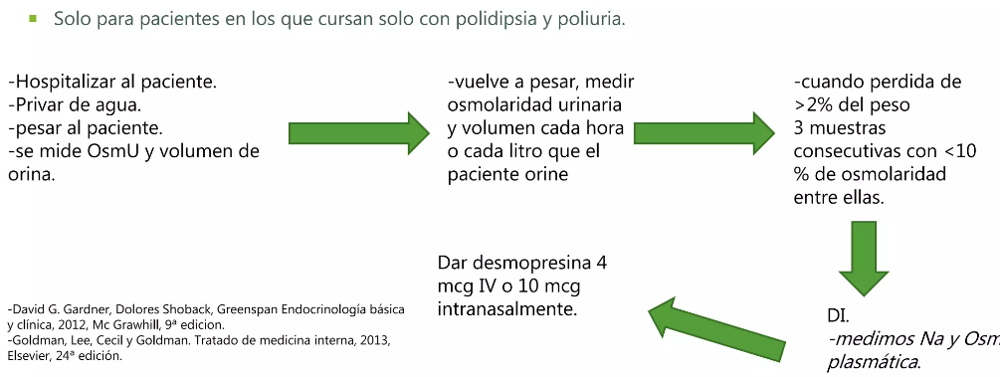 Solo para pacientes en los que cursan solo con polidipsia y poliuria.
-Hospitalizar al paciente.
-Privar de agua.
-pesar al paciente.
-se mide OsmU y volumen de
orina.
-vuelve a pesar, medir
osmolaridad urinaria
y volumen cada hora
o cada litro que el
paciente orine
-cuando perdida de
>2% del peso
3 muestras
consecutivas con <10
% de osmolaridad
entre ellas.
DI.
-medimos Na y Osm
plasmática.
Dar desmopresina 4
mcg IV o 10 mcg
intranasalmente.
-David G. Gardner, Dolores Shoback, Greenspan Endocrinología básica
y clínica, 2012, Mc Grawhill, 9ª edicion.
-Goldman, Lee, Cecil y Goldman. Tratado de medicina interna, 2013,
Elsevier, 24ª edición.